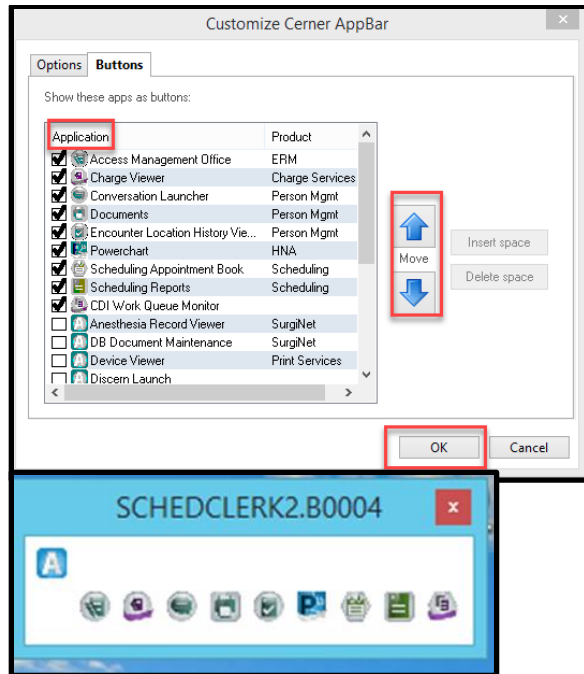 Customize Cerner AppBar
Options Buttons
Show these apps as buttons:
Application Product
Access Management Office ERM
Charge Viewer Charge Services
Conversation Launcher Person Mgmt
Documents Person Mgmt
Encounter Location History Vie... Person Mgmt
Powerchart HNA
Scheduling Appointment Book Scheduling
Scheduling Reports Scheduling
CDI Work Queue Monitor
Anesthesia Record Viewer SurgiNet
DB Document Maintenance SurgiNet
Device Viewer Print Services
Discern Launch
Move
Insert space
Delete space
OK Cancel
SCHEDCLERK2.B0004
A